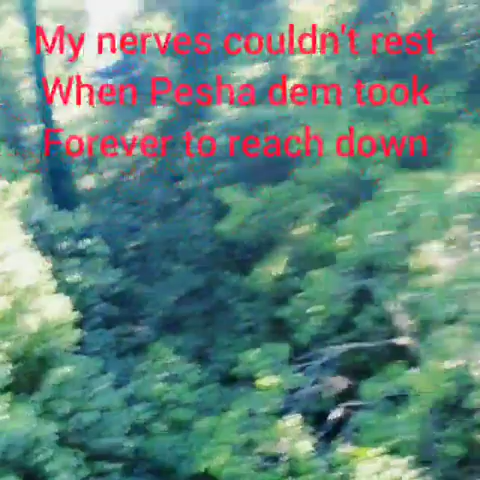 My nerves couldn't rest
When Pesha dem took
Forever to reach down